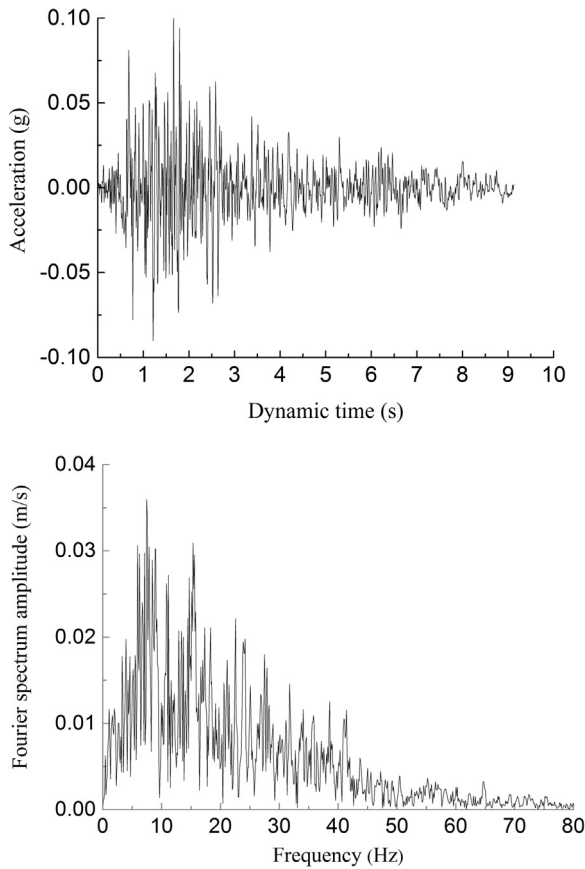 0.10
0.05
0.00
-0.05
-0.10
Acceleration (g)
0 1 2 3 4 5 6 7 8 9 10
Dynamic time (s)
0.04
0.03
0.02
0.01
0.00
Fourier spectrum amplitude (m/s)
0 10 20 30 40 50 60 70 80
Frequency (Hz)